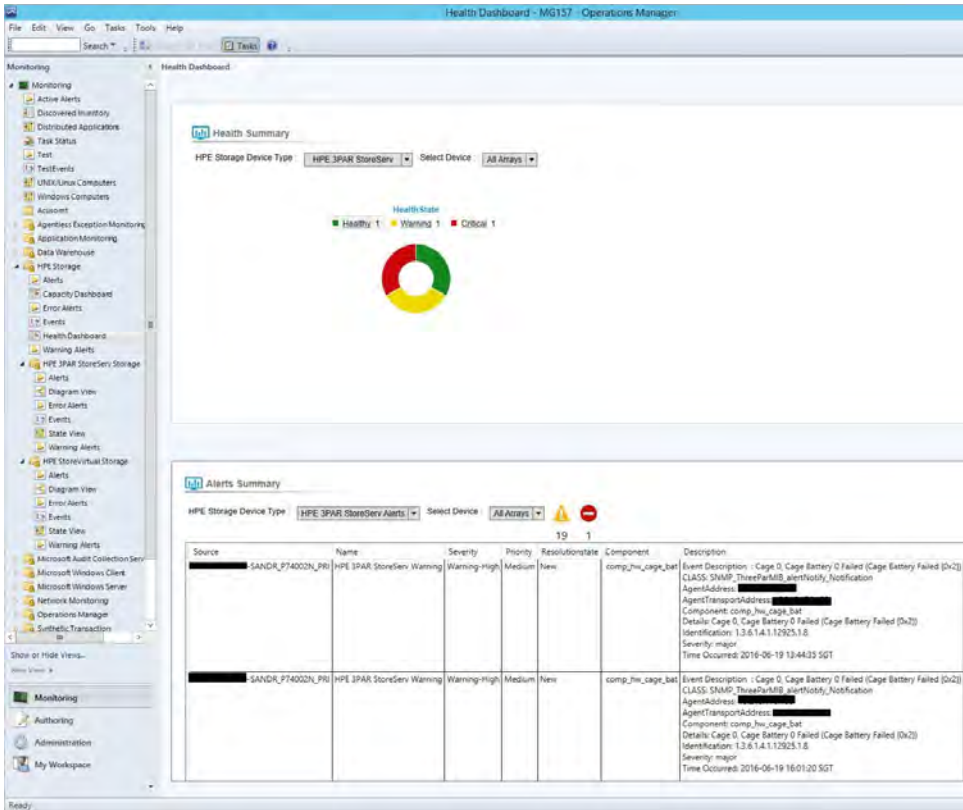 Health Dashboard - MG157 - Operations Manager
File Edit View Go Tasks Tools Help
Search
Tasks
Monitoring
Health Dashboard
Monitoring
Active Alerts
Discovered Inventory
Distributed Applications
Task Status
Test
TestEvents
UNIX/Linux Computers
Windows Computers
Agentless Exception Monitoring
Application Monitoring
Data Warehouse
HPE Storage
Alerts
Capacity Dashboard
Error Alerts
Events
Health Dashboard
Warning Alerts
HPE 3PAR StoreServ Storage
Alerts
Diagram View
Error Alerts
Events
State View
Warning Alerts
HPE StoreVirtual Storage
Alerts
Diagram View
Error Alerts
Events
State View
Warning Alerts
Microsoft Audit Collection Serv
Microsoft Windows Client
Microsoft Windows Server
Network Monitoring
Operations Manager
Synthetic Transaction
Show or Hide Views...
New View
Monitoring
Authoring
Administration
My Workspace
Ready
Health Summary
HPE Storage Device Type : HPE 3PAR StoreServ Select Device : All Arrays
HealthState
Healthy 1 Warning 1 Critical 1
Alerts Summary
HPE Storage Device Type : HPE 3PAR StoreServ Alerts Select Device : All Arrays
19 1
Source Name Severity Priority Resolutionstate Component Description
-SANDR_P74002N_PRI HPE 3PAR StoreServ Warning Warning-High Medium New comp_hw_cage_bat Event Description : Cage 0, Cage Battery 0 Failed (Cage Battery Failed {0x2})
CLASS: SNMP_ThreeParMIB_alertNotify_Notification
AgentAddress:
AgentTransportAddress:
Component: comp_hw_cage_bat
Details: Cage 0, Cage Battery 0 Failed (Cage Battery Failed {0x2})
Identification: 1.3.6.1.4.1.12925.1.8.
Severity: major
Time Occurred: 2016-06-19 13:44:35 SGT
-SANDR_P74002N_PRI HPE 3PAR StoreServ Warning Warning-High Medium New comp_hw_cage_bat Event Description : Cage 0, Cage Battery 0 Failed (Cage Battery Failed {0x2})
CLASS: SNMP_ThreeParMIB_alertNotify_Notification
AgentAddress:
AgentTransportAddress:
Component: comp_hw_cage_bat
Details: Cage 0, Cage Battery 0 Failed (Cage Battery Failed {0x2})
Identification: 1.3.6.1.4.1.12925.1.8.
Severity: major
Time Occurred: 2016-06-19 16:01:20 SGT